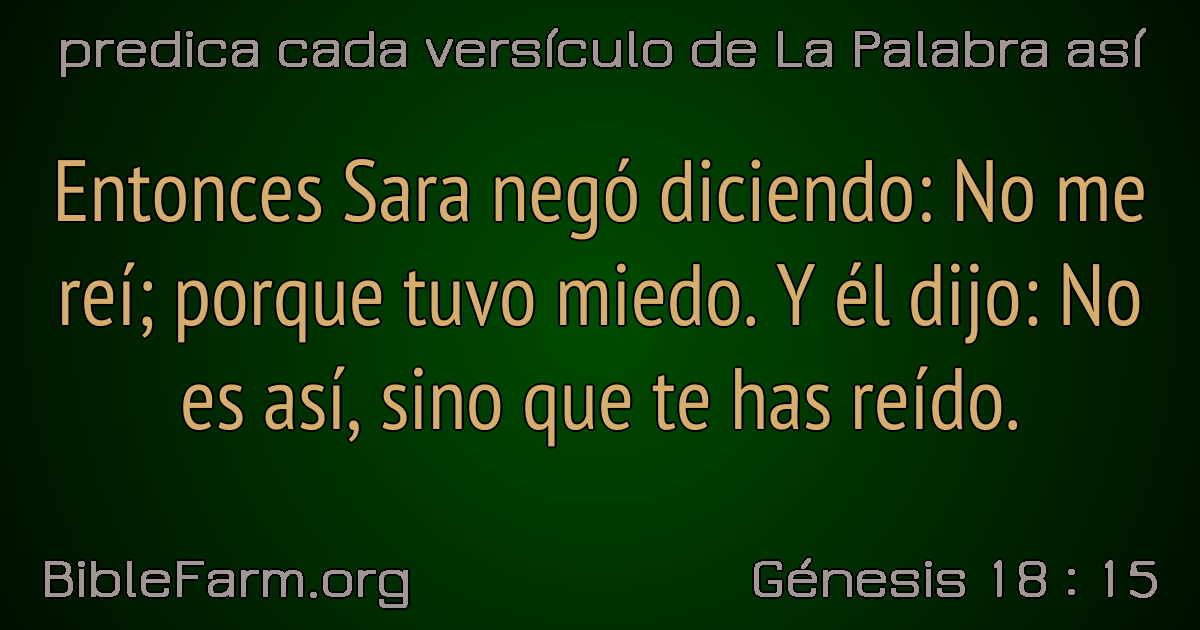 predica cada versículo de La Palabra así
Entonces Sara negó diciendo: No me
reí; porque tuvo miedo. Y él dijo: No
es así, sino que te has reído.
BibleFarm.org
Génesis 18 : 15